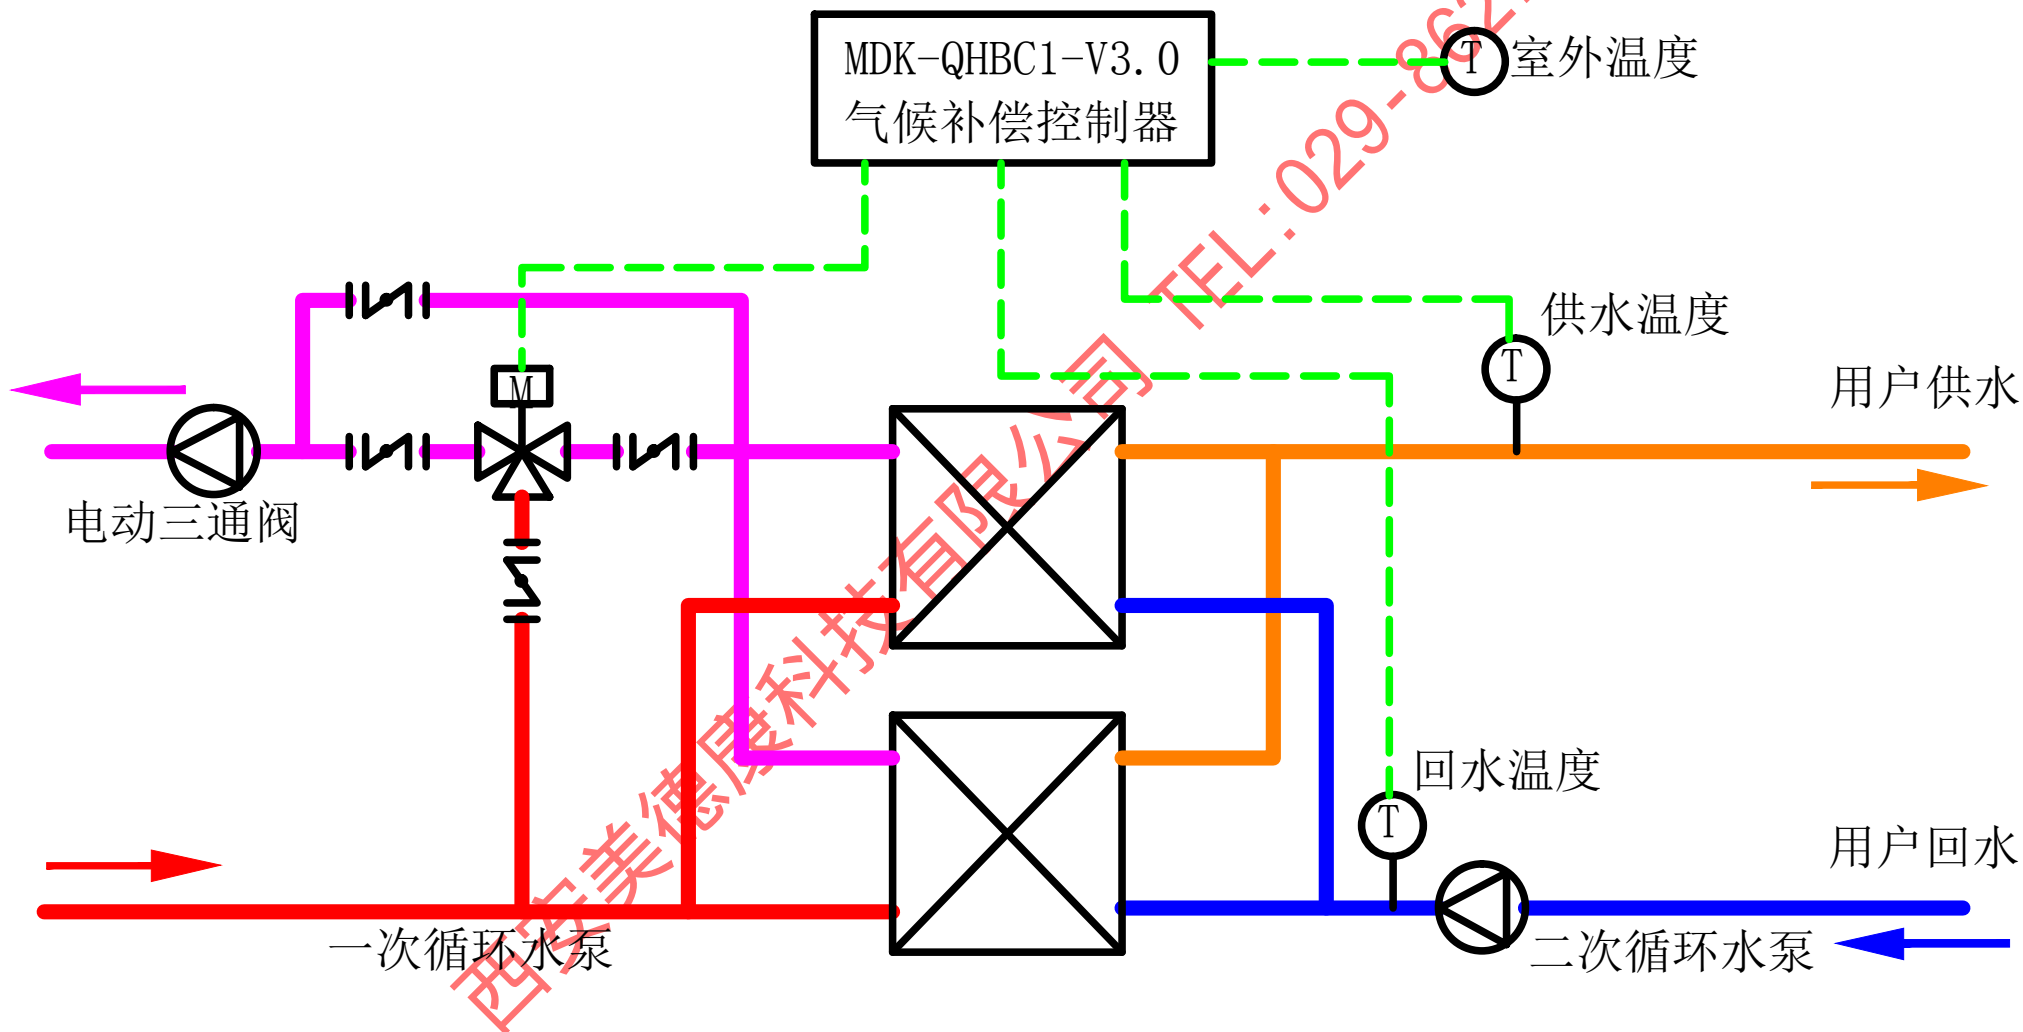 MDK-QHBC1-V3.0
气候补偿控制器
T
室外温度
供水温度
T
用户供水
M
电动三通阀
回水温度
T
用户回水
一次循环水泵
二次循环水泵
西安美德康科技有限公司 TEL:029-862